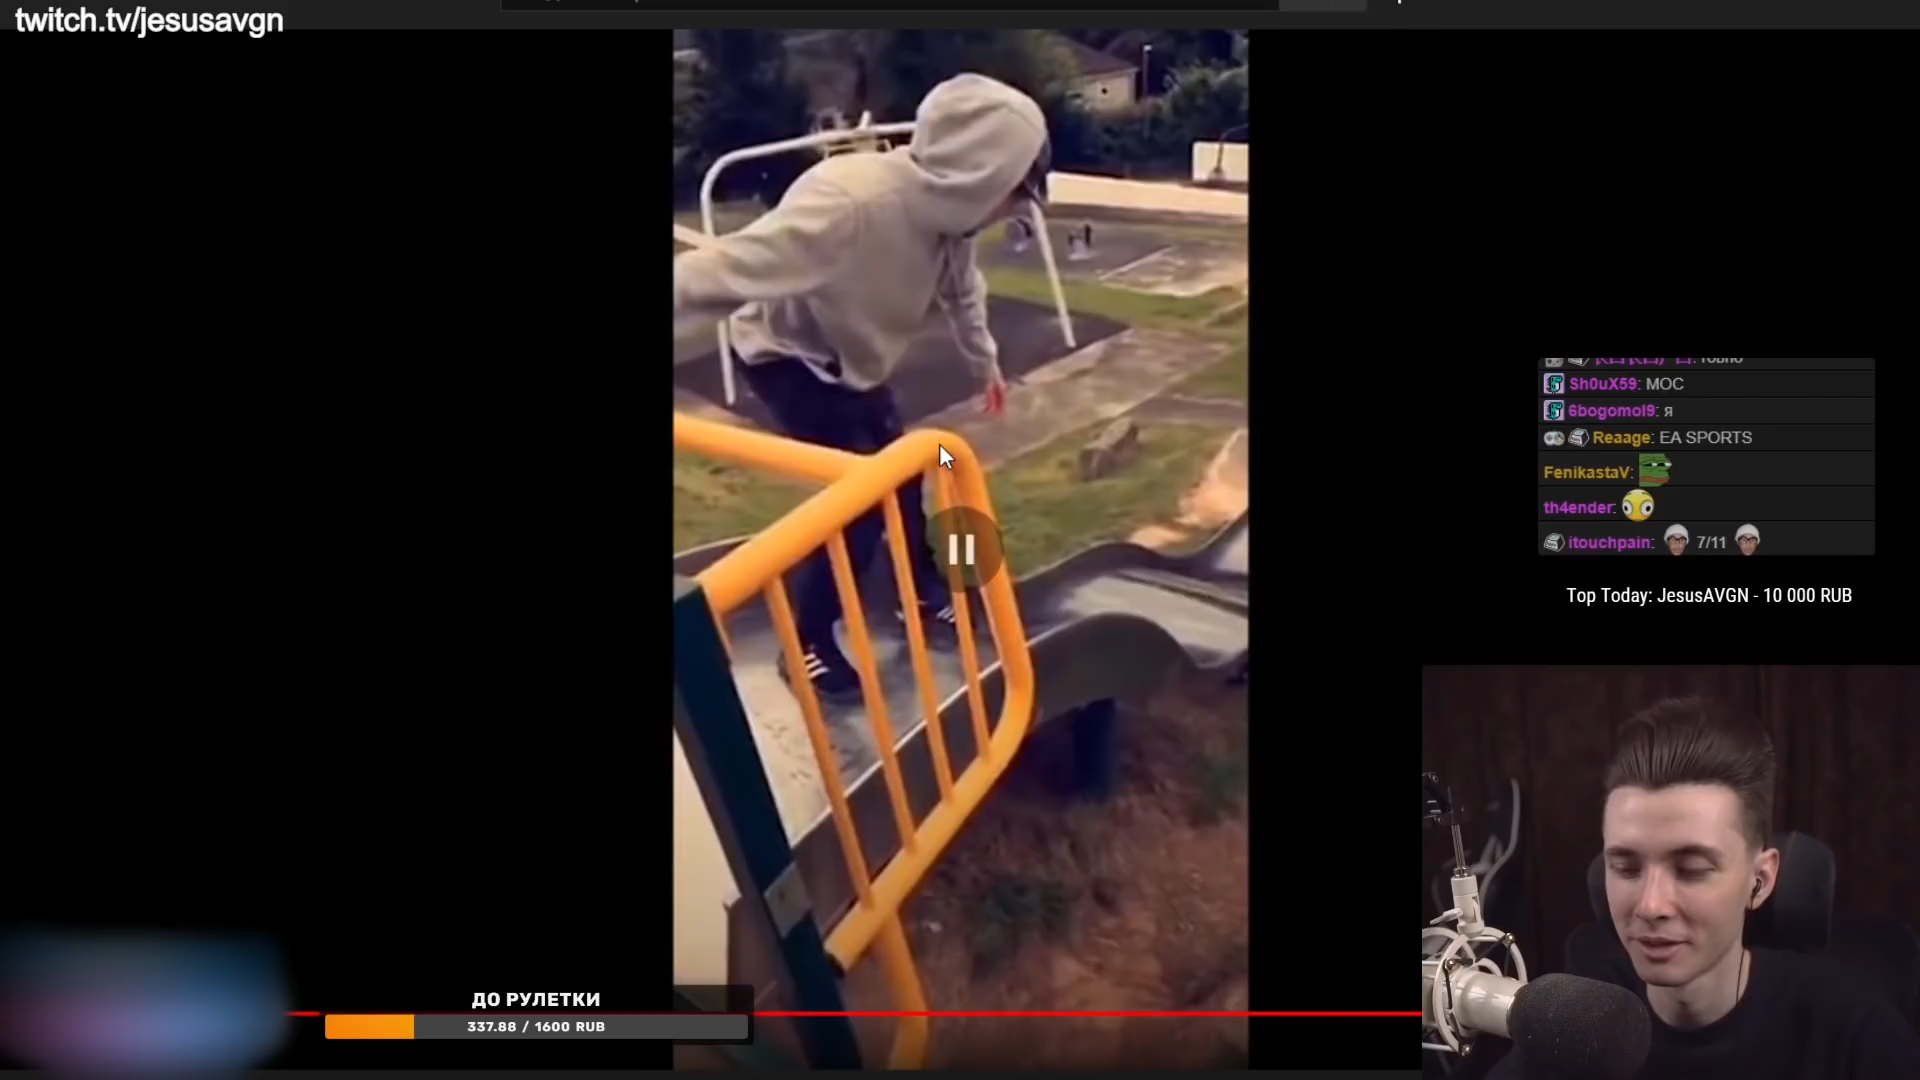 twitch.tv/jesusavgn
Sh0uX59: МОС
6bogomol9: я
Reaage: EA SPORTS
FenikastaV:
th4ender:
itouchpain: 7/11
Top Today: JesusAVGN - 10 000 RUB
ДО РУЛЕТКИ
337.88 / 1600 RUB